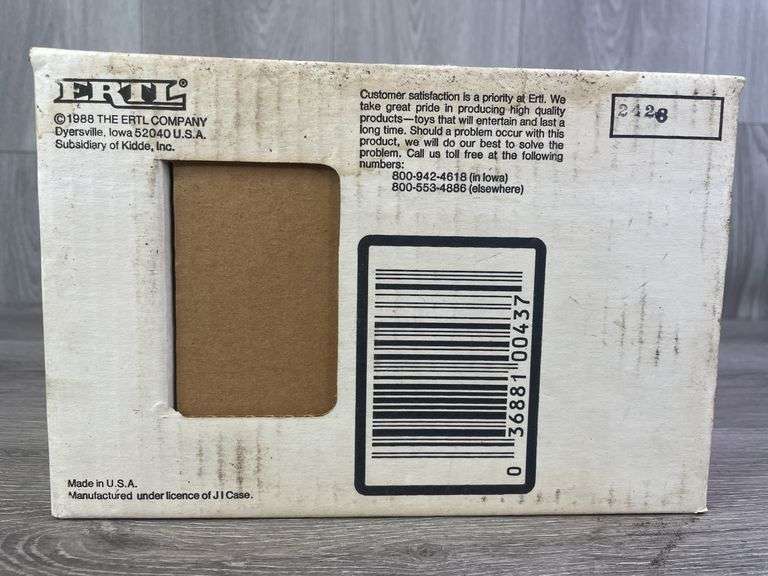 ERTL®
©1988 THE ERTL COMPANY
Dyersville, Iowa 52040 U.S.A.
Subsidiary of Kidde, Inc.
Customer satisfaction is a priority at Ertl. We
take great pride in producing high quality
products—toys that will entertain and last a
long time. Should a problem occur with this
product, we will do our best to solve the
problem. Call us toll free at the following
numbers:
800-942-4618 (in Iowa)
800-553-4886 (elsewhere)
2428
0 36881 00437
Made in U.S.A.
Manufactured under licence of J I Case.